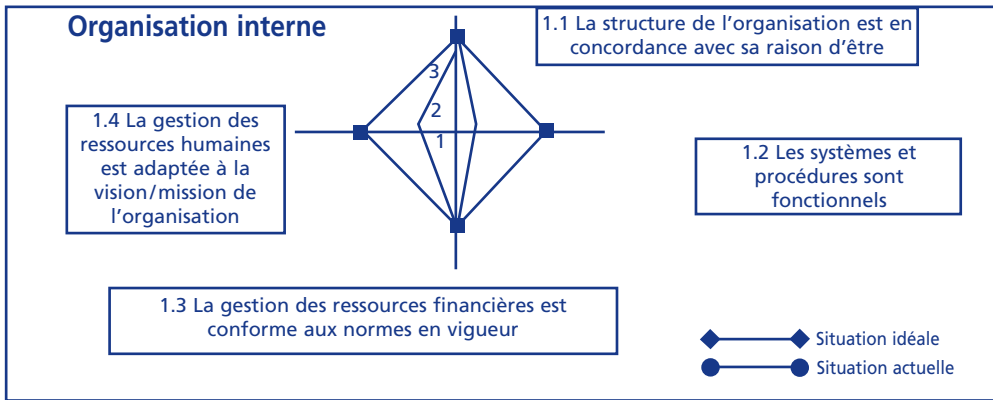 Organisation interne
1.1 La structure de l’organisation est en
concordance avec sa raison d’être
3
2
1
1.4 La gestion des
ressources humaines
est adaptée à la
vision/mission de
l’organisation
1.2 Les systèmes et
procédures sont
fonctionnels
1.3 La gestion des ressources financières est
conforme aux normes en vigueur
Situation idéale
Situation actuelle